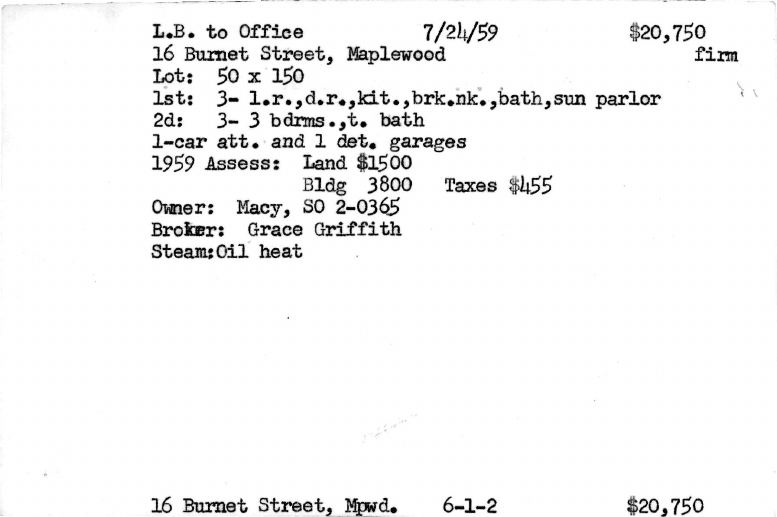 L.B. to Office 7/24/59 $20,750
16 Burnet Street, Maplewood firm
Lot: 50 x 150
1st: 3- l.r.,d.r.,kit.,brk.nk.,bath,sun parlor
2d: 3- 3 bdrms.,t. bath
1-car att. and 1 det. garages
1959 Assess: Land $1500
Bldg 3800 Taxes $455
Owner: Macy, SO 2-0365
Broker: Grace Griffith
Steam:Oil heat
16 Burnet Street, Mpwd. 6-1-2 $20,750